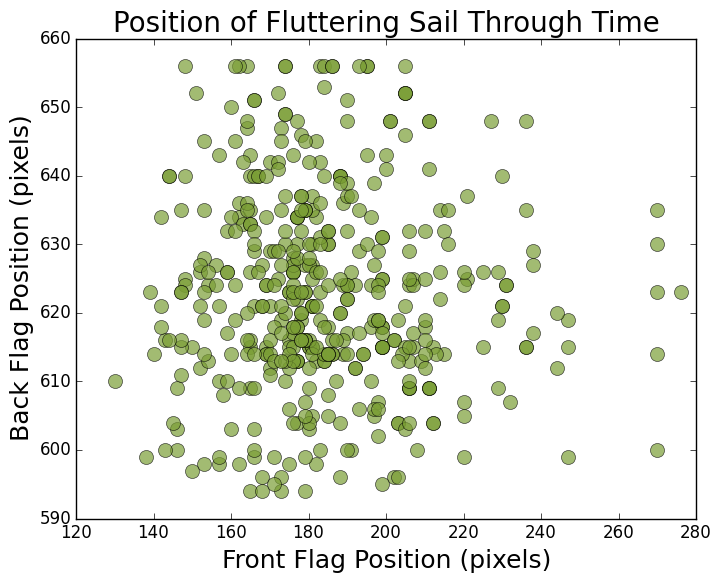 Position of Fluttering Sail Through Time
660
650
640
630
620
610
600
590
120 140 160 180 200 220 240 260 280
Back Flag Position (pixels)
Front Flag Position (pixels)